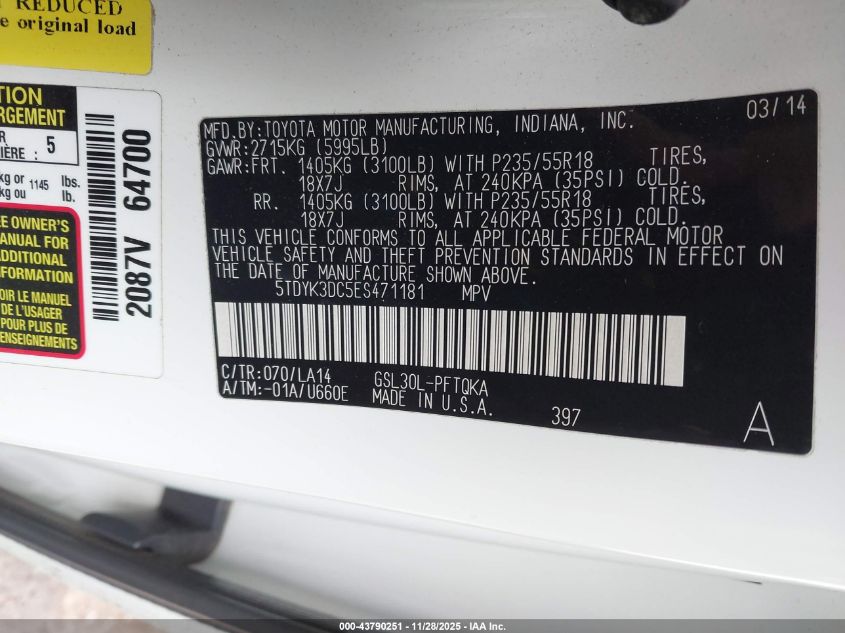 REDUCED
e original load
TION
RGEMENT
R
IÈRE : 5
kg or 1145 lbs.
kg ou lb.
E OWNER'S
MANUAL FOR
ADDITIONAL
INFORMATION
OIR LE MANUEL
DE L'USAGER
POUR PLUS DE
ENSEIGNEMENTS
2087V 64700
03/14
MFD.BY:TOYOTA MOTOR MANUFACTURING, INDIANA, INC.
GVWR:2715KG (5995LB)
GAWR:FRT. 1405KG (3100LB) WITH P235/55R18 TIRES,
18X7J RIMS, AT 240KPA (35PSI) COLD.
RR. 1405KG (3100LB) WITH P235/55R18 TIRES,
18X7J RIMS, AT 240KPA (35PSI) COLD.
THIS VEHICLE CONFORMS TO ALL APPLICABLE FEDERAL MOTOR
VEHICLE SAFETY AND THEFT PREVENTION STANDARDS IN EFFECT ON
THE DATE OF MANUFACTURE SHOWN ABOVE.
5TDYK3DC5ES471181 MPV
C/TR:070/LA14 GSL30L-PFTQKA
A/TM:-01A/U660E MADE IN U.S.A.
397
A
000-43790251 | 11/28/2025 - IAA Inc.